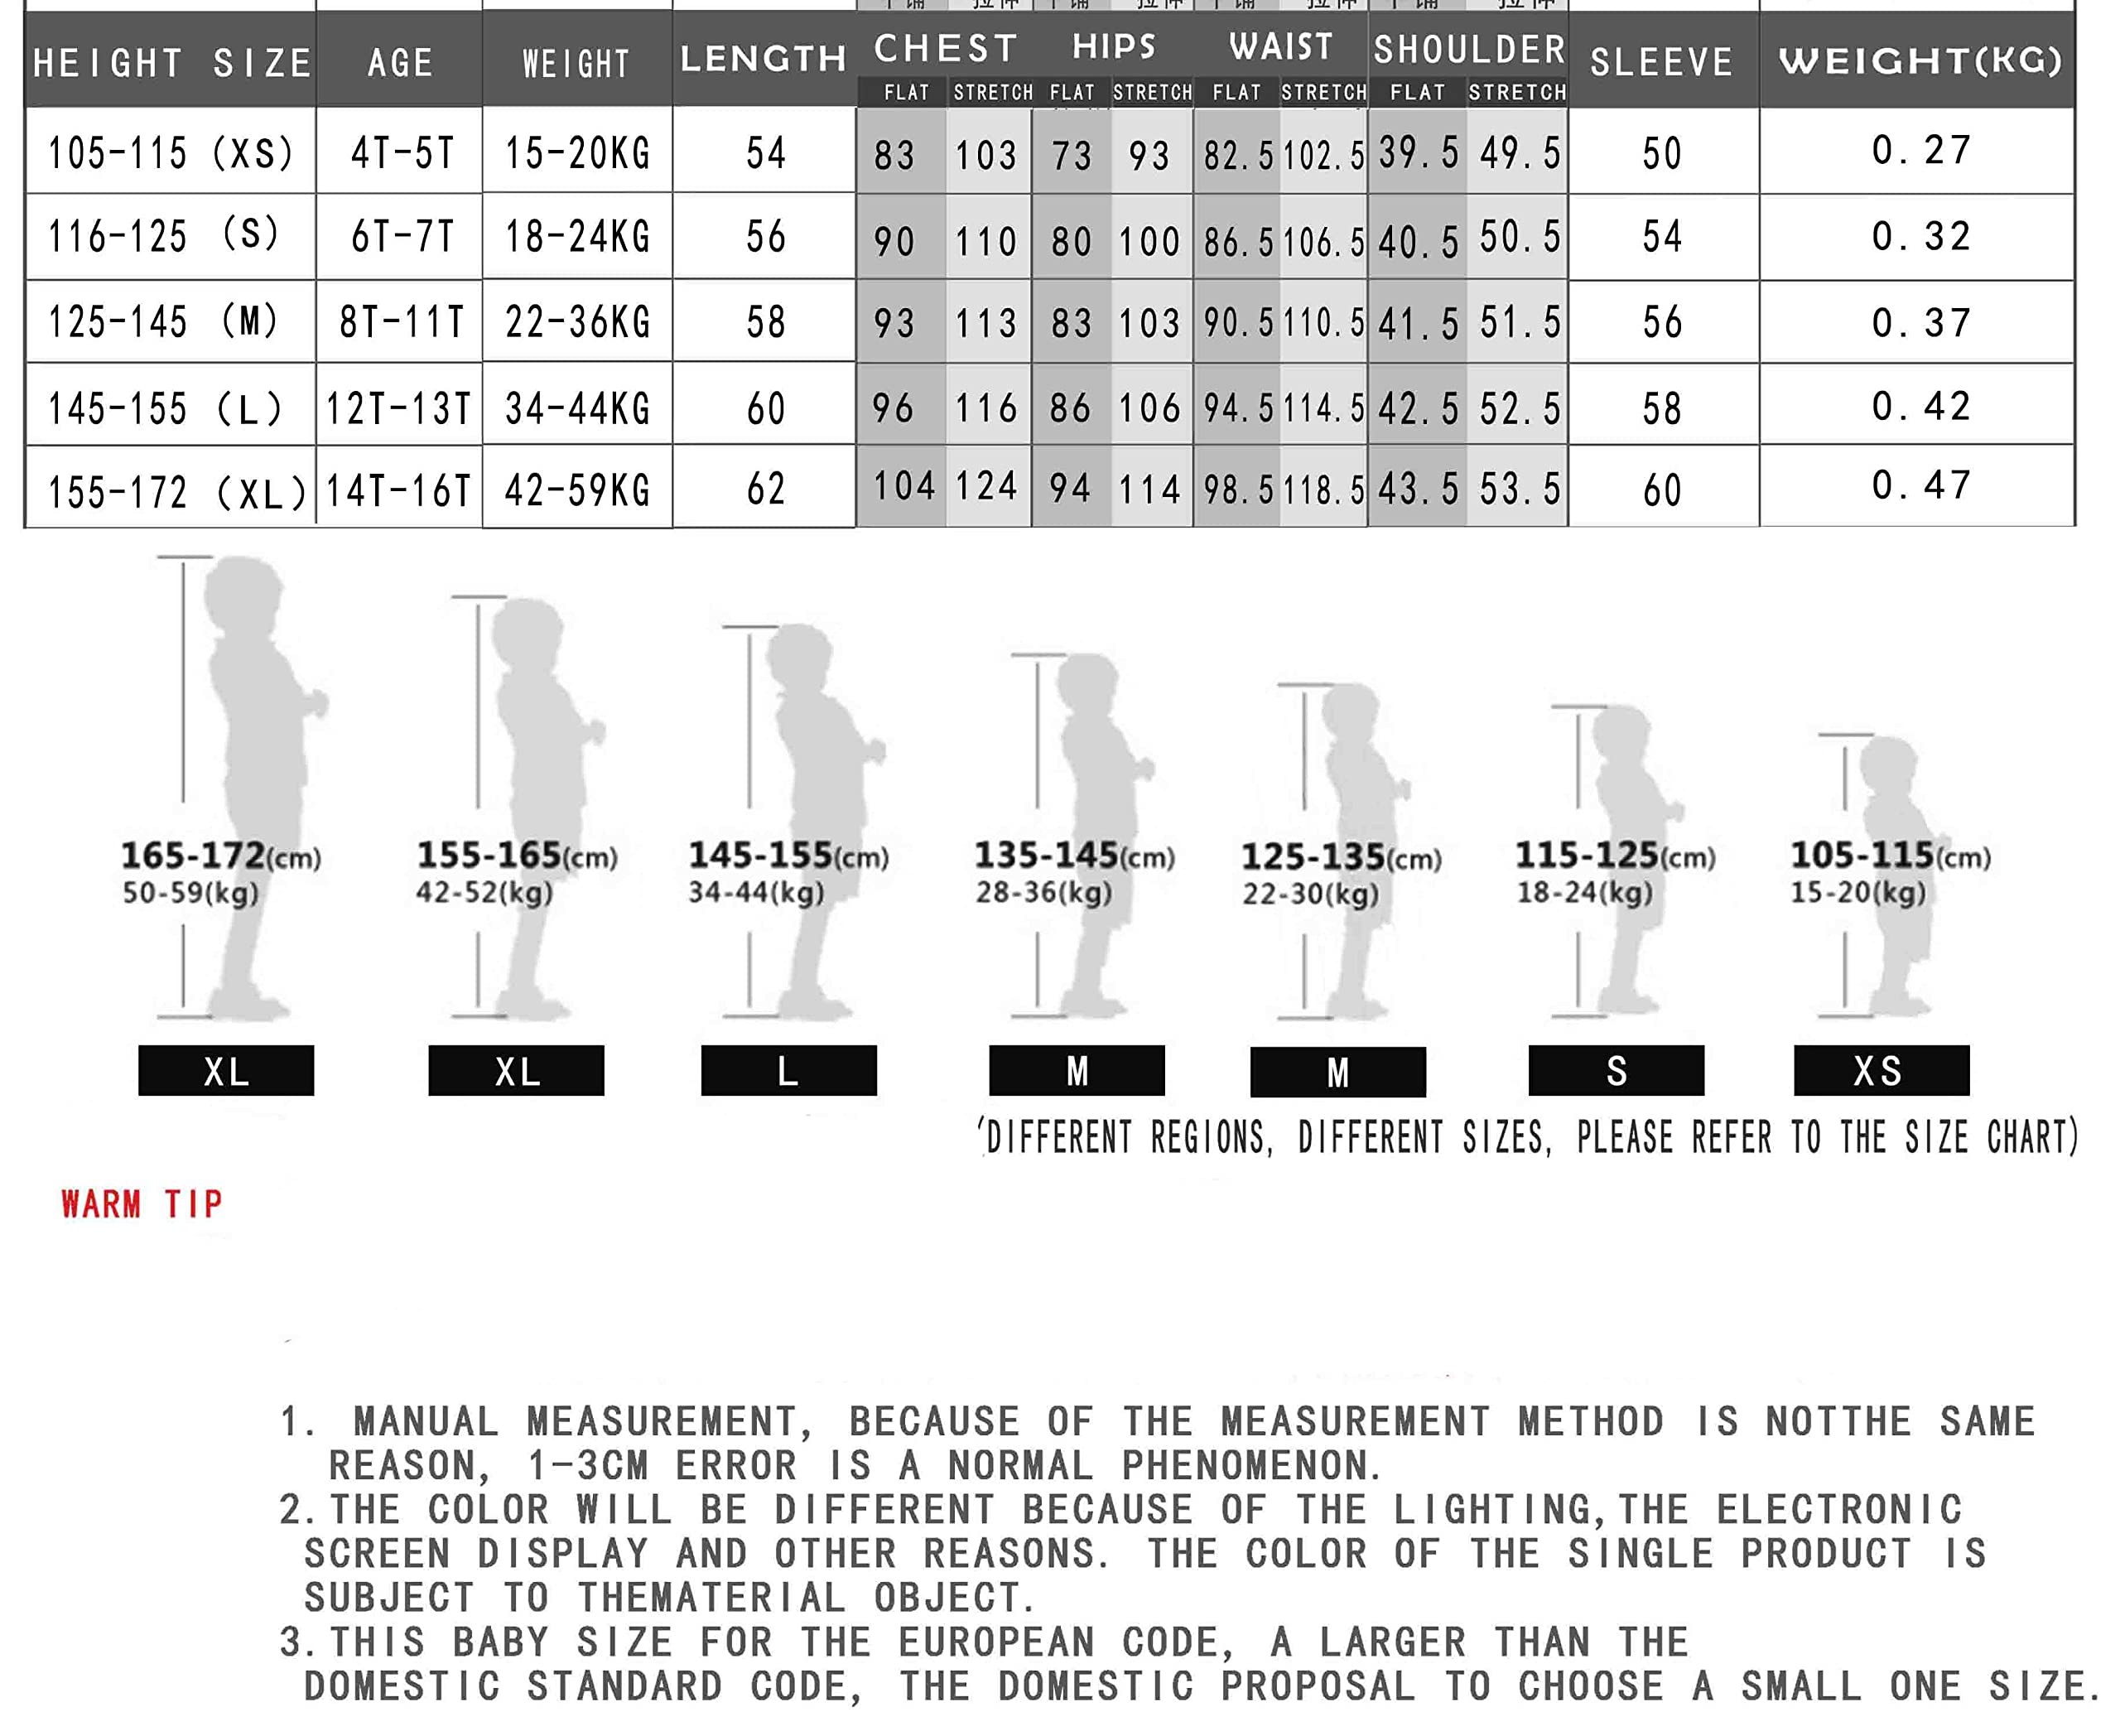 HEIGHT SIZE AGE WEIGHT LENGTH CHEST HIPS WAIST SHOULDER SLEEVE WEIGHT(KG)
FLAT STRETCH FLAT STRETCH FLAT STRETCH FLAT STRETCH
105-115 (XS) 4T-5T 15-20KG 54 83 103 73 93 82.5 102.5 39.5 49.5 50 0.27
116-125 (S) 6T-7T 18-24KG 56 90 110 80 100 86.5 106.5 40.5 50.5 54 0.32
125-145 (M) 8T-11T 22-36KG 58 93 113 83 103 90.5 110.5 41.5 51.5 56 0.37
145-155 (L) 12T-13T 34-44KG 60 96 116 86 106 94.5 114.5 42.5 52.5 58 0.42
155-172 (XL) 14T-16T 42-59KG 62 104 124 94 114 98.5 118.5 43.5 53.5 60 0.47
165-172(cm) 155-165(cm) 145-155(cm) 135-145(cm) 125-135(cm) 115-125(cm) 105-115(cm)
50-59(kg) 42-52(kg) 34-44(kg) 28-36(kg) 22-30(kg) 18-24(kg) 15-20(kg)
XL XL L M M S XS
(DIFFERENT REGIONS, DIFFERENT SIZES, PLEASE REFER TO THE SIZE CHART)
WARM TIP
1. MANUAL MEASUREMENT, BECAUSE OF THE MEASUREMENT METHOD IS NOTTHE SAME
REASON, 1-3CM ERROR IS A NORMAL PHENOMENON.
2.THE COLOR WILL BE DIFFERENT BECAUSE OF THE LIGHTING,THE ELECTRONIC
SCREEN DISPLAY AND OTHER REASONS. THE COLOR OF THE SINGLE PRODUCT IS
SUBJECT TO THEMATERIAL OBJECT.
3.THIS BABY SIZE FOR THE EUROPEAN CODE, A LARGER THAN THE
DOMESTIC STANDARD CODE, THE DOMESTIC PROPOSAL TO CHOOSE A SMALL ONE SIZE.